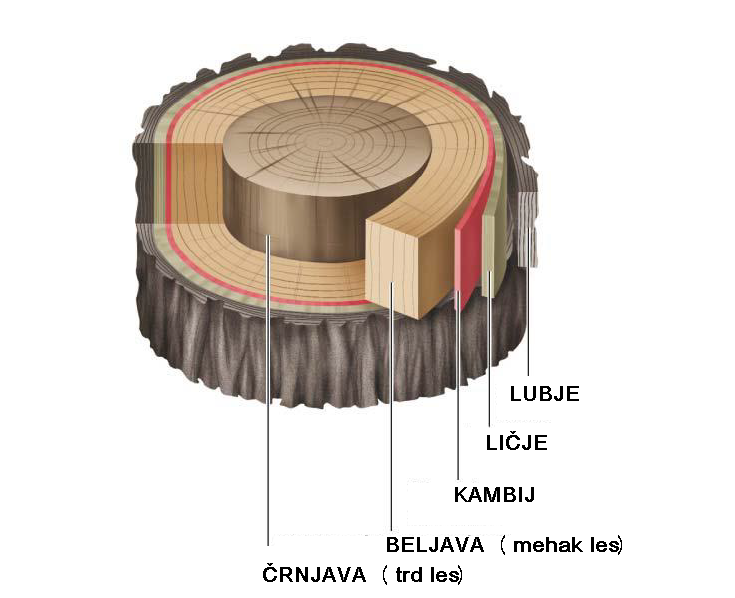 LUBJE
LIČJE
KAMBIJ
BELJAVA ( mehak les)
ČRNJAVA ( trd les)